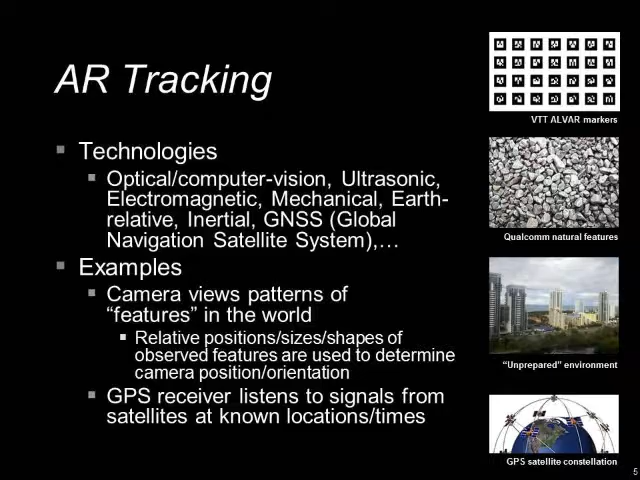 AR Tracking
Technologies
Optical/computer-vision, Ultrasonic,
Electromagnetic, Mechanical, Earth-
relative, Inertial, GNSS (Global
Navigation Satellite System),…
Examples
Camera views patterns of
“features” in the world
Relative positions/sizes/shapes of
observed features are used to determine
camera position/orientation
GPS receiver listens to signals from
satellites at known locations/times
VTT ALVAR markers
Qualcomm natural features
“Unprepared” environment
GPS satellite constellation
5